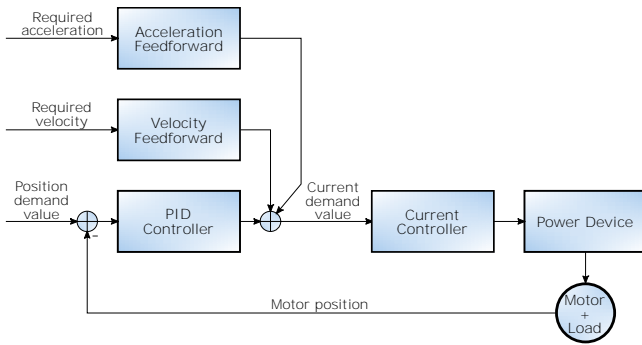 Required
acceleration
Acceleration
Feedforward
Required
velocity
Velocity
Feedforward
Position
demand
value
-
PID
Controller
Current
demand
value
Current
Controller
Power Device
Motor position
Motor
+
Load